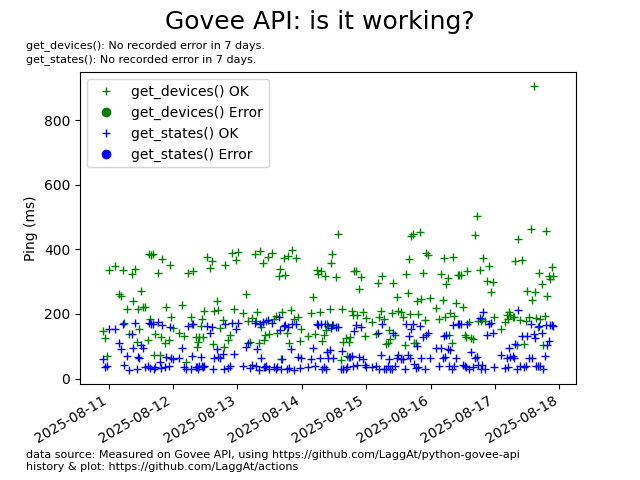 Govee API: is it working?
get_devices(): No recorded error in 7 days.
get_states(): No recorded error in 7 days.
get_devices() OK
get_devices() Error
get_states() OK
get_states() Error
Ping (ms)
800
600
400
200
0
2025-08-11
2025-08-12
2025-08-13
2025-08-14
2025-08-15
2025-08-16
2025-08-17
2025-08-18
data source: Measured on Govee API, using https://github.com/LaggAt/python-govee-api
history & plot: https://github.com/LaggAt/actions